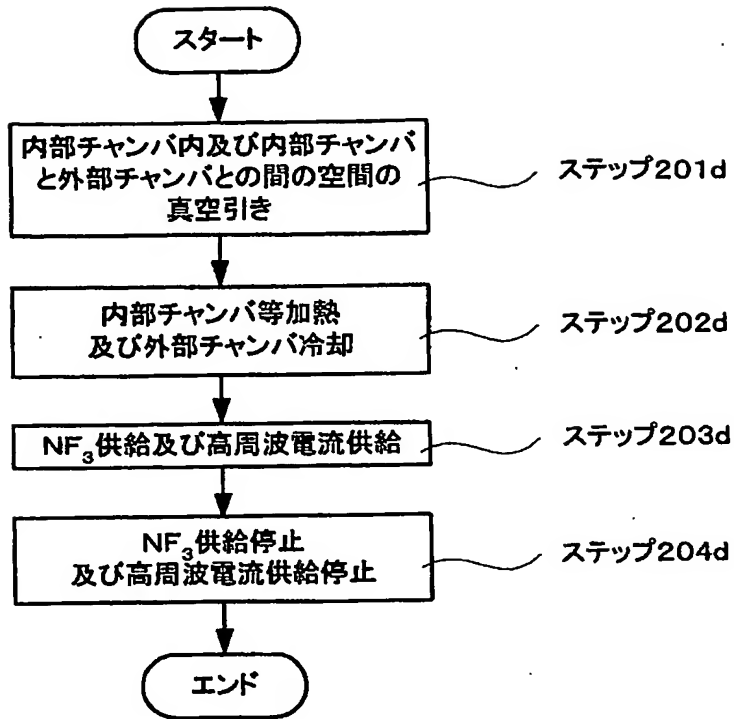 スタート
内部チャンバ内及び内部チャンバ
と外部チャンバとの間の空間の
真空引き
ステップ201d
内部チャンバ等加熱
及び外部チャンバ冷却
ステップ202d
NF₃供給及び高周波電流供給
ステップ203d
NF₃供給停止
及び高周波電流供給停止
ステップ204d
エンド